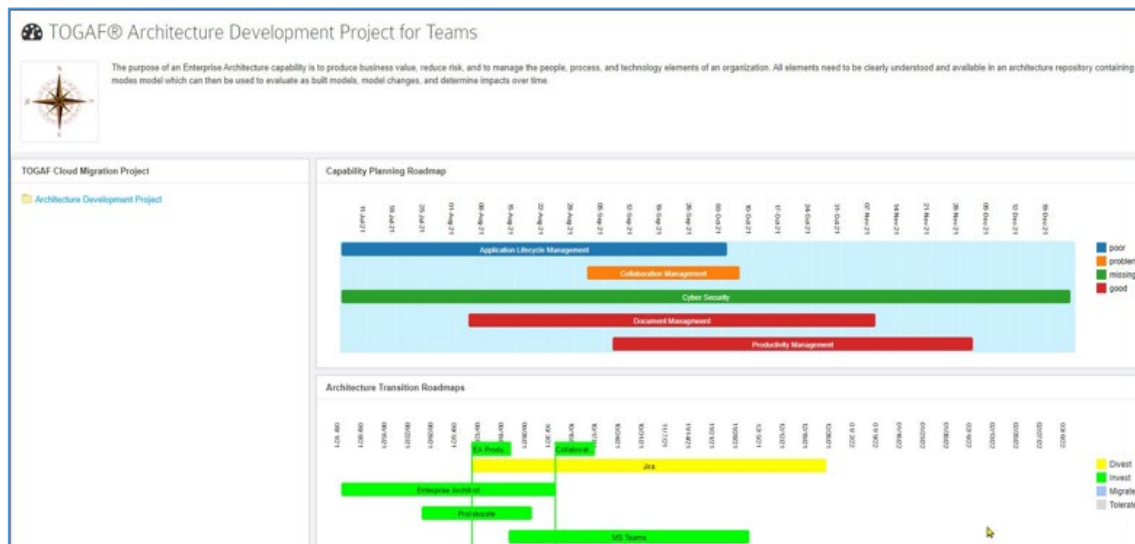 TOGAF® Architecture Development Project for Teams
The purpose of an Enterprise Architecture capability is to produce business value, reduce risk, and to manage the people, process, and technology elements of an organization. All elements need to be clearly understood and available in an architecture repository containing
modes model which can then be used to evaluate as built models, model changes, and determine impacts over time.
TOGAF Cloud Migration Project
Architecture Development Project
Capability Planning Roadmap
11-Jul-21
18-Jul-21
25-Jul-21
01-Aug-21
08-Aug-21
15-Aug-21
22-Aug-21
29-Aug-21
05-Sep-21
12-Sep-21
19-Sep-21
26-Sep-21
03-Oct-21
10-Oct-21
17-Oct-21
24-Oct-21
31-Oct-21
07-Nov-21
14-Nov-21
21-Nov-21
28-Nov-21
05-Dec-21
12-Dec-21
19-Dec-21
Application Lifecycle Management
Collaboration Management
Cyber Security
Document Managmeent
Productivity Management
poor
problem
missing
good
Architecture Transition Roadmaps
EA Produ...
Collaborat...
Jira
Enterprise Architect
Prolaborate
MS Teams
Divest
Invest
Migrate
Tolerate